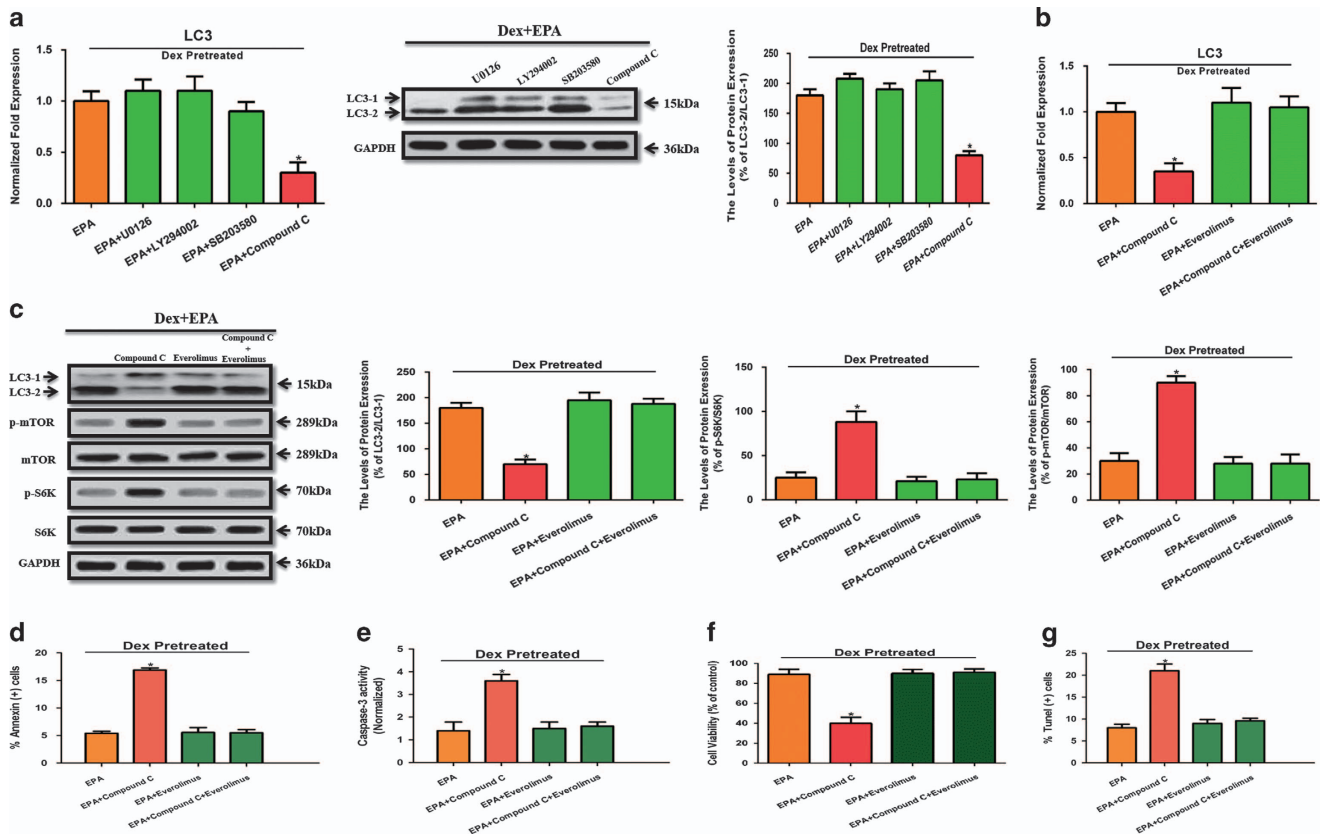 a
LC3
Dex Pretreated
Normalized Fold Expression
1.5
1.0
0.5
0.0
EPA
EPA+U0126
EPA+LY294002
EPA+SB203580
EPA+Compound C
*
Dex+EPA
U0126
LY294002
SB203580
Compound C
LC3-1
LC3-2
15kDa
GAPDH
36kDa
Dex Pretreated
The Levels of Protein Expression
(% of LC3-2/LC3-1)
250
200
150
100
50
0
*
EPA
EPA+U0126
EPA+LY294002
EPA+SB203580
EPA+Compound C
b
LC3
Dex Pretreated
Normalized Fold Expression
1.5
1.0
0.5
0.0
*
EPA
EPA+Compound C
EPA+Everolimus
EPA+Compound C+Everolimus
c
Dex+EPA
Compound C
Everolimus
Compound C
+
Everolimus
LC3-1
LC3-2
15kDa
p-mTOR
289kDa
mTOR
289kDa
p-S6K
70kDa
S6K
70kDa
GAPDH
36kDa
Dex Pretreated
The Levels of Protein Exression
(% of LC3-2/LC3-1)
200
150
100
50
0
*
EPA
EPA+Compound C
EPA+Everolimus
EPA+Compound C+Everolimus
Dex Pretreated
The Levels of Protein Exression
(% of p-S6K/S6K)
150
100
50
0
*
EPA
EPA+Compound C
EPA+Everolimus
EPA+Compound C+Everolimus
Dex Pretreated
The Levels of Protein Exression
(% of p-mTOR/mTOR)
100
80
60
40
20
0
*
EPA
EPA+Compound C
EPA+Everolimus
EPA+Compound C+Everolimus
d
Dex Pretreated
% Annexin (+) cells
20
15
10
5
0
*
EPA
EPA+Compound C
EPA+Everolimus
EPA+Compound C+Everolimus
e
Dex Pretreated
Caspase-3 activity
(Normalized)
5
4
3
2
1
0
*
EPA
EPA+Compound C
EPA+Everolimus
EPA+Compound C+Everolimus
f
Dex Pretreated
Cell Viability (% of control)
100
80
60
40
20
0
*
EPA
EPA+Compound C
EPA+Everolimus
EPA+Compound C+Everolimus
g
Dex Pretreated
% Tunel (+) cells
25
20
15
10
5
0
*
EPA
EPA+Compound C
EPA+Everolimus
EPA+Compound C+Everolimus